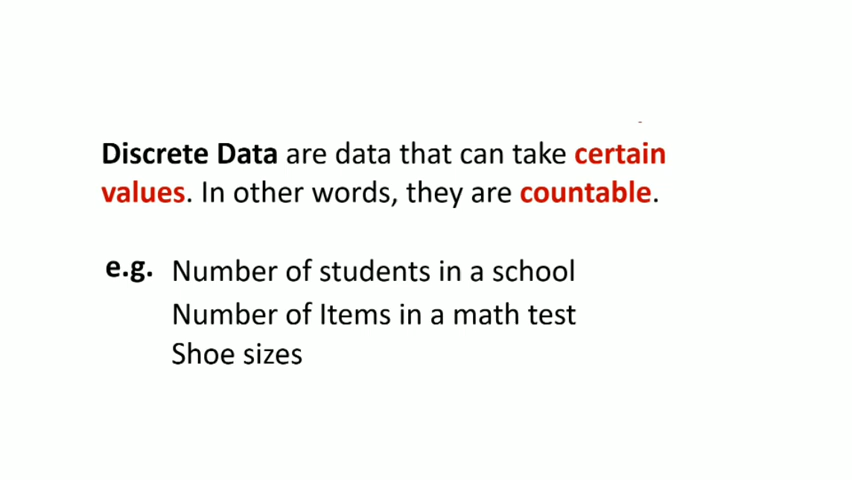 Discrete Data are data that can take certain
values. In other words, they are countable.
e.g. Number of students in a school
Number of Items in a math test
Shoe sizes